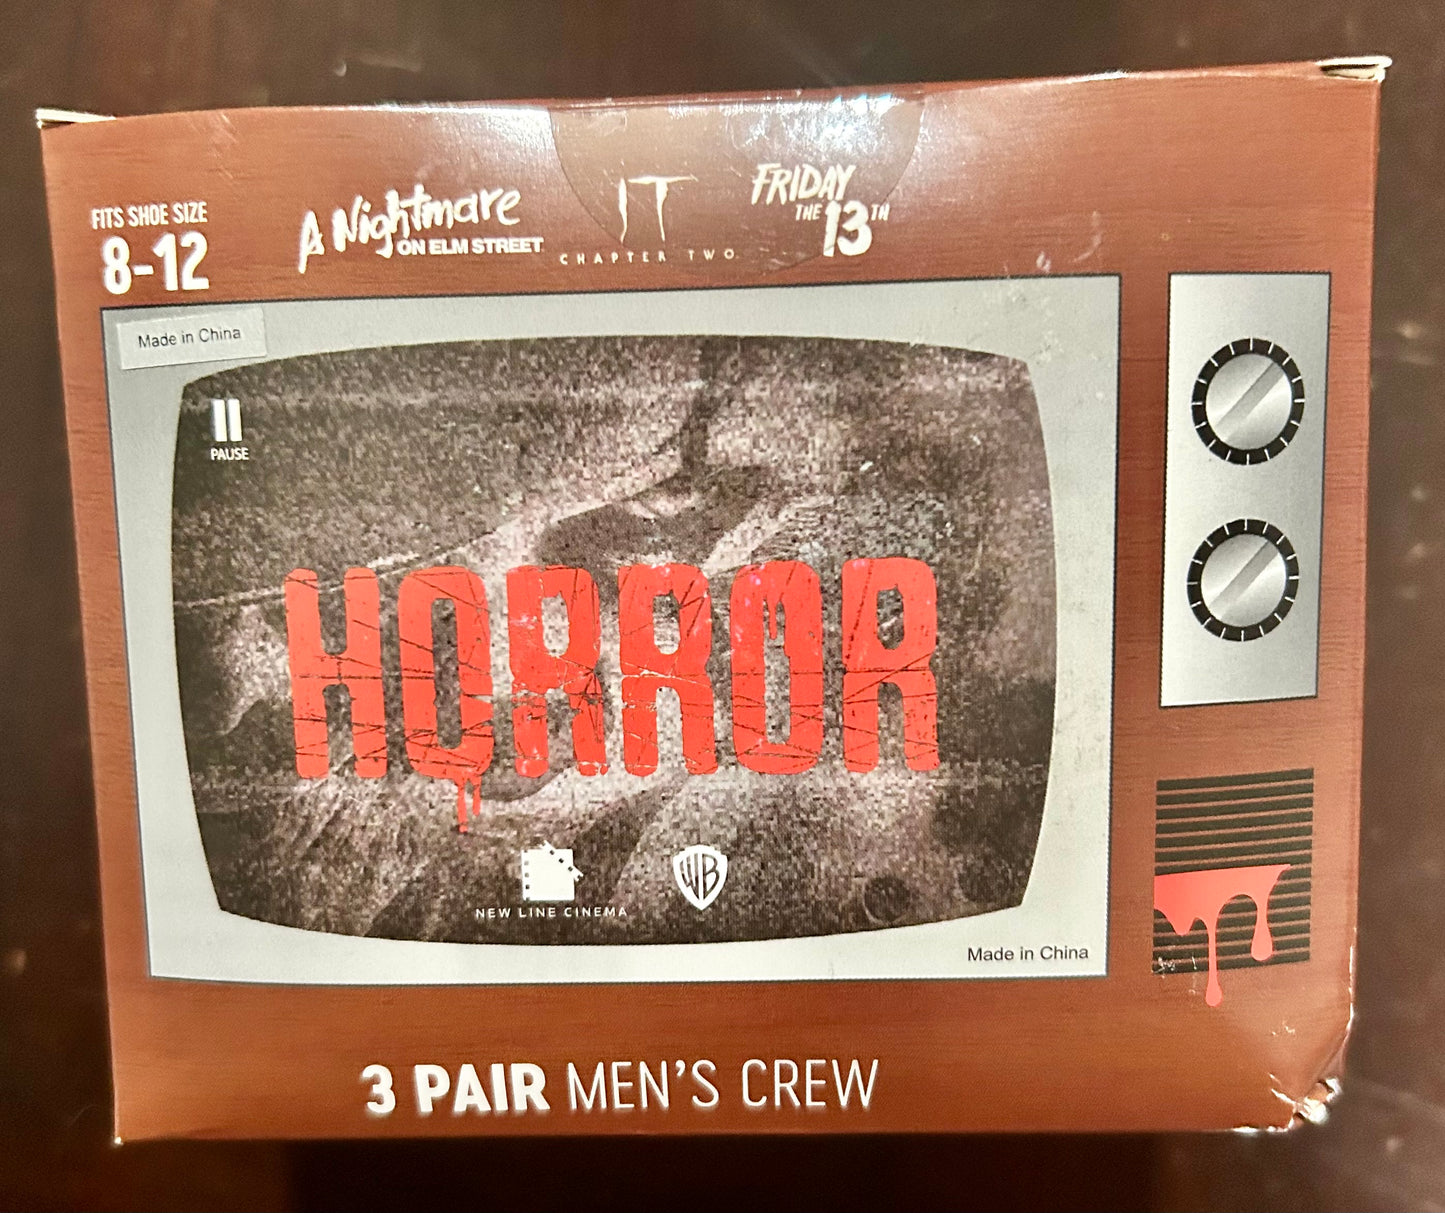 FITS SHOE SIZE
8-12
A Nightmare
ON ELM STREET
IT
CHAPTER TWO
FRIDAY
THE 13TH
Made in China
PAUSE
HORROR
NEW LINE CINEMA
WB
Made in China
3 PAIR MEN'S CREW